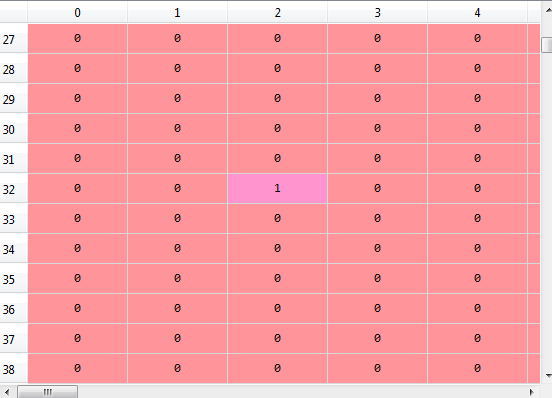 0 1 2 3 4
27 0 0 0 0 0
28 0 0 0 0 0
29 0 0 0 0 0
30 0 0 0 0 0
31 0 0 0 0 0
32 0 0 1 0 0
33 0 0 0 0 0
34 0 0 0 0 0
35 0 0 0 0 0
36 0 0 0 0 0
37 0 0 0 0 0
38 0 0 0 0 0